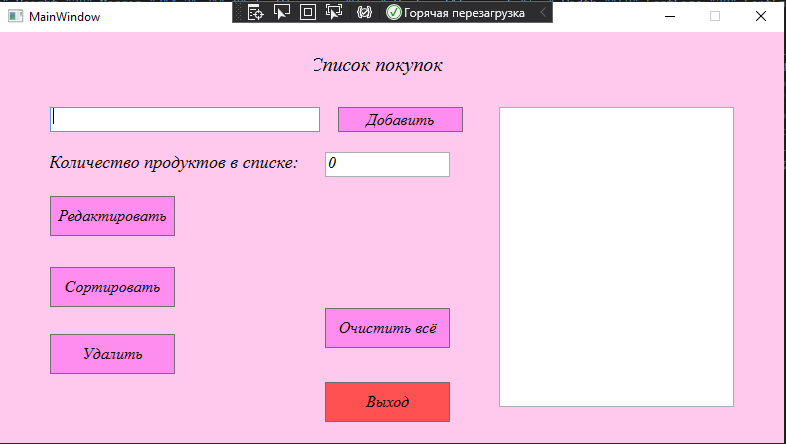 MainWindow
Горячая перезагрузка
Список покупок
Добавить
Количество продуктов в списке:
0
Редактировать
Сортировать
Очистить всё
Удалить
Выход